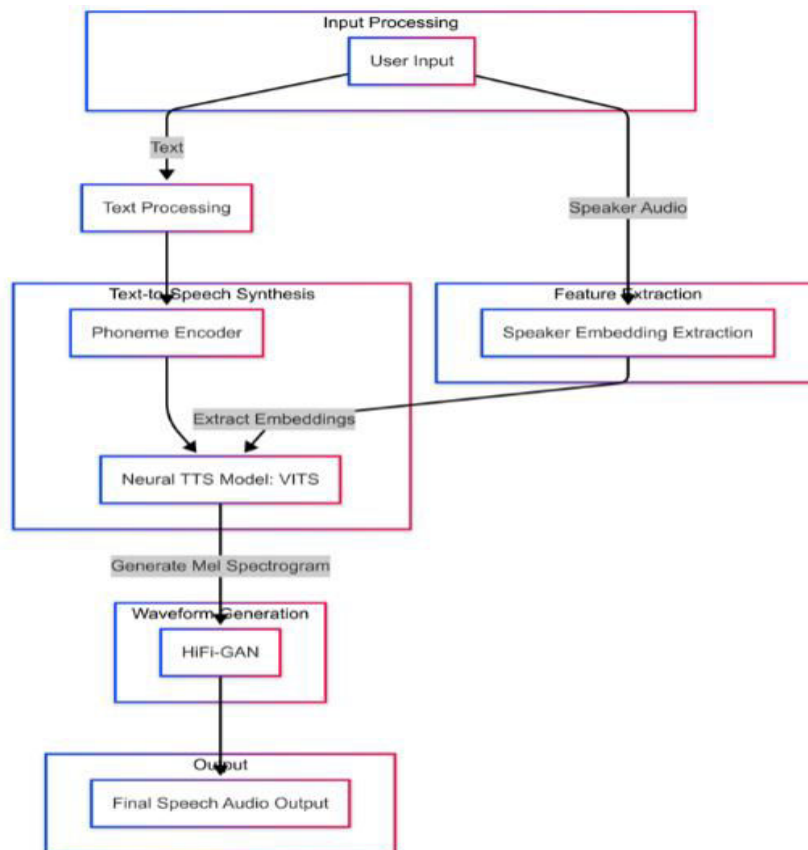 Input Processing
User Input
Text
Text Processing
Speaker Audio
Text-to-Speech Synthesis
Feature Extraction
Phoneme Encoder
Speaker Embedding Extraction
Extract Embeddings
Neural TTS Model: VITS
Generate Mel Spectrogram
Waveform Generation
HiFi-GAN
Output
Final Speech Audio Output